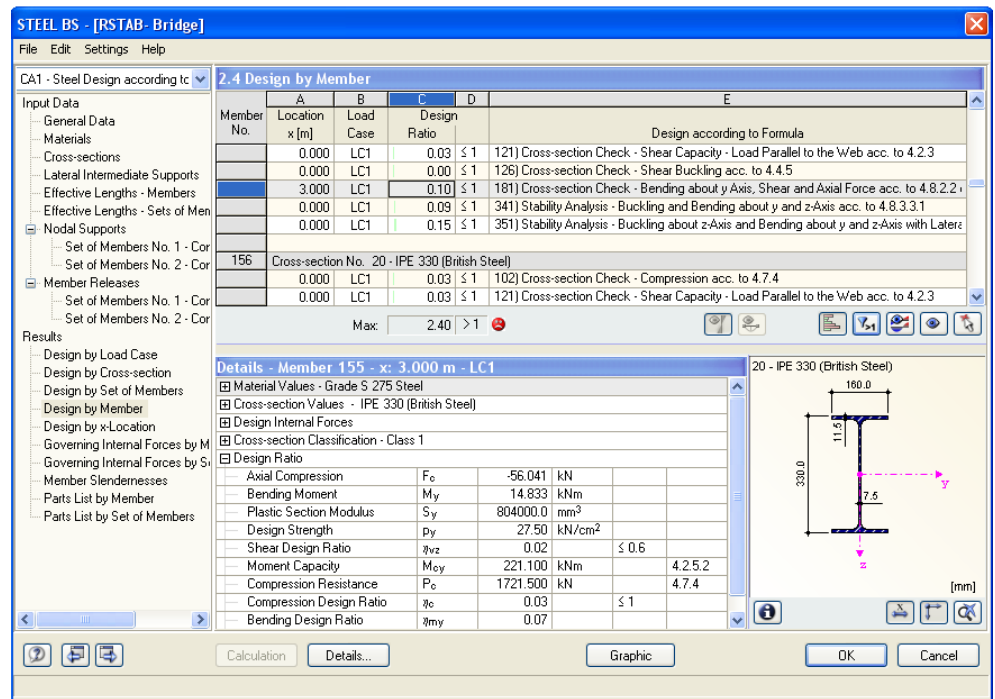 STEEL BS - [RSTAB- Bridge]
File Edit Settings Help
CA1 - Steel Design according tc
Input Data
General Data
Materials
Cross-sections
Lateral Intermediate Supports
Effective Lengths - Members
Effective Lengths - Sets of Men
Nodal Supports
Set of Members No. 1 - Cor
Set of Members No. 2 - Cor
Member Releases
Set of Members No. 1 - Cor
Set of Members No. 2 - Cor
Results
Design by Load Case
Design by Cross-section
Design by Set of Members
Design by Member
Design by x-Location
Governing Internal Forces by M
Governing Internal Forces by S
Member Slendernesses
Parts List by Member
Parts List by Set of Members
2.4 Design by Member
A B C D E
Member Location Load Design
No. x [m] Case Ratio Design according to Formula
0.000 LC1 0.03 ≤ 1 121) Cross-section Check - Shear Capacity - Load Parallel to the Web acc. to 4.2.3
0.000 LC1 0.00 ≤ 1 126) Cross-section Check - Shear Buckling acc. to 4.4.5
3.000 LC1 0.10 ≤ 1 181) Cross-section Check - Bending about y Axis, Shear and Axial Force acc. to 4.8.2.2
0.000 LC1 0.09 ≤ 1 341) Stability Analysis - Buckling and Bending about y and z-Axis acc. to 4.8.3.3.1
0.000 LC1 0.15 ≤ 1 351) Stability Analysis - Buckling about z-Axis and Bending about y and z-Axis with Latera
156 Cross-section No. 20 - IPE 330 (British Steel)
0.000 LC1 0.03 ≤ 1 102) Cross-section Check - Compression acc. to 4.7.4
0.000 LC1 0.03 ≤ 1 121) Cross-section Check - Shear Capacity - Load Parallel to the Web acc. to 4.2.3
Max: 2.40 > 1
Details - Member 155 - x: 3.000 m - LC1
Material Values - Grade S 275 Steel
Cross-section Values - IPE 330 (British Steel)
Design Internal Forces
Cross-section Classification - Class 1
Design Ratio
Axial Compression Fc -56.041 kN
Bending Moment My 14.833 kNm
Plastic Section Modulus Sy 804000.0 mm3
Design Strength py 27.50 kN/cm2
Shear Design Ratio ηvz 0.02 ≤ 0.6
Moment Capacity Mcy 221.100 kNm 4.2.5.2
Compression Resistance Pc 1721.500 kN 4.7.4
Compression Design Ratio ηc 0.03 ≤ 1
Bending Design Ratio ηmy 0.07
20 - IPE 330 (British Steel)
160.0
11.5
330.0
y
7.5
z
[mm]
Calculation Details... Graphic OK Cancel